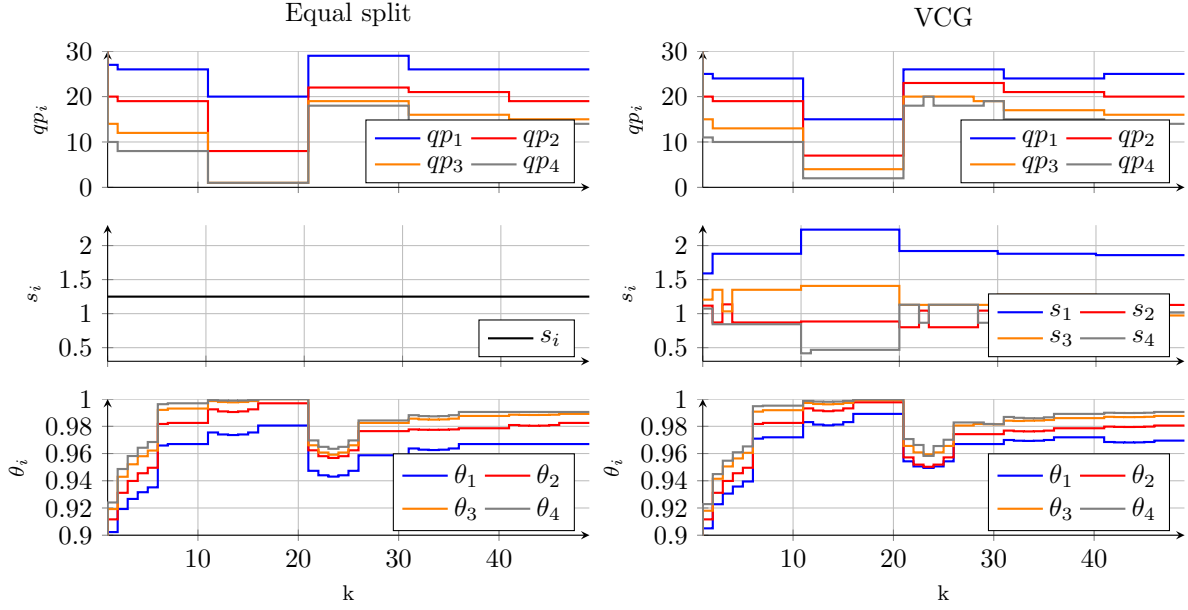 Equal split
VCG
30
20
10
0
qp_i
qp_1 qp_2
qp_3 qp_4
30
20
10
0
qp_i
qp_1 qp_2
qp_3 qp_4
2
1.5
1
0.5
s_i
s_i
2
1.5
1
0.5
s_i
s_1 s_2
s_3 s_4
1
0.98
0.96
0.94
0.92
0.9
θ_i
θ_1 θ_2
θ_3 θ_4
10 20 30 40
k
1
0.98
0.96
0.94
0.92
0.9
θ_i
θ_1 θ_2
θ_3 θ_4
10 20 30 40
k